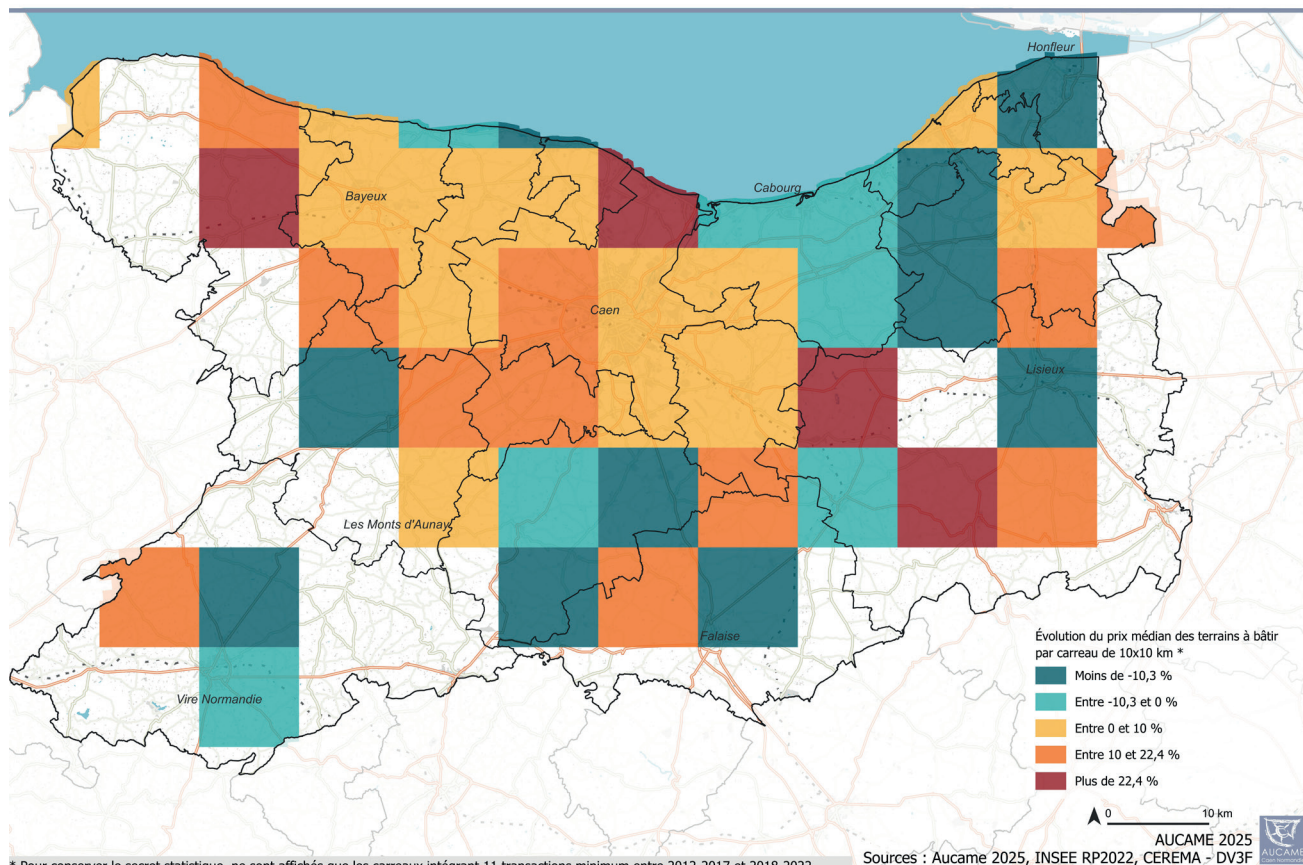 Honfleur
Cabourg
Bayeux
Caen
Lisieux
Les Monts d'Aunay
Falaise
Vire Normandie
Évolution du prix médian des terrains à bâtir
par carreau de 10x10 km *
Moins de -10,3 %
Entre -10,3 et 0 %
Entre 0 et 10 %
Entre 10 et 22,4 %
Plus de 22,4 %
0 10 km
AUCAME 2025
Sources : Aucame 2025, INSEE RP2022, CEREMA - DV3F
AUCAME
Caen Normandie
* Pour conserver le secret statistique, ne sont affichés que les carreaux intégrant 11 transactions minimum entre 2013-2017 et 2018-2022